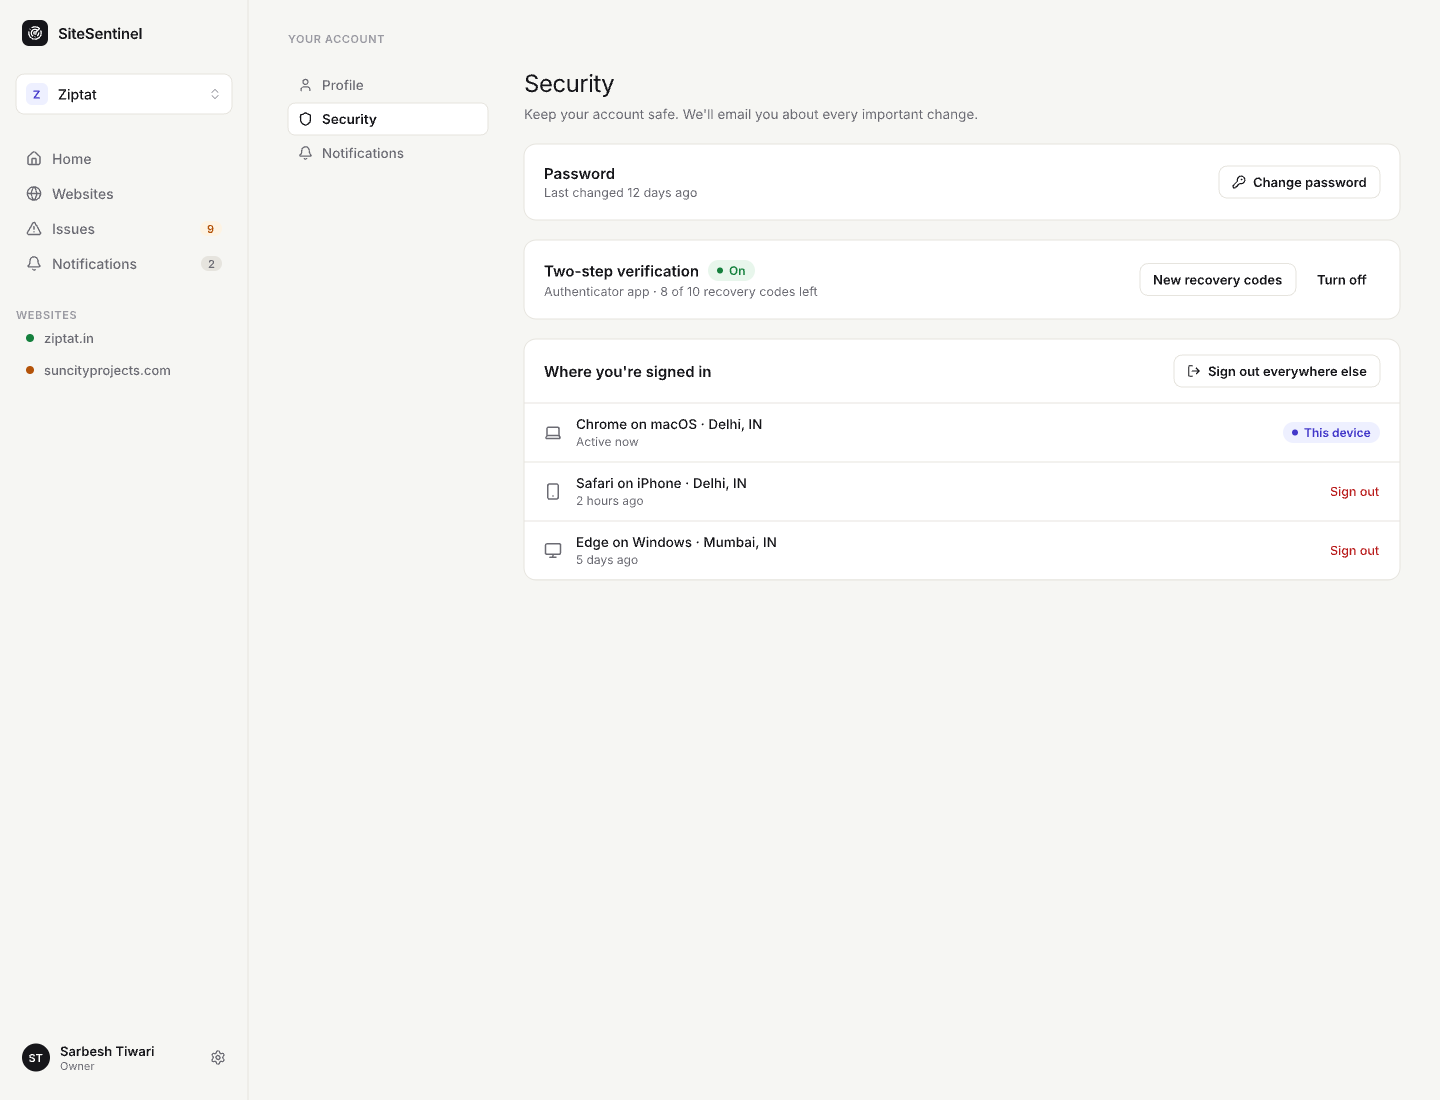 SiteSentinel
Z Ziptat
Home
Websites
Issues 9
Notifications 2
WEBSITES
ziptat.in
suncityprojects.com
ST
Sarbesh Tiwari
Owner
YOUR ACCOUNT
Profile
Security
Notifications
Security
Keep your account safe. We'll email you about every important change.
Password
Last changed 12 days ago
Change password
Two-step verification On
Authenticator app · 8 of 10 recovery codes left
New recovery codes Turn off
Where you're signed in
Sign out everywhere else
Chrome on macOS · Delhi, IN
Active now
This device
Safari on iPhone · Delhi, IN
2 hours ago
Sign out
Edge on Windows · Mumbai, IN
5 days ago
Sign out